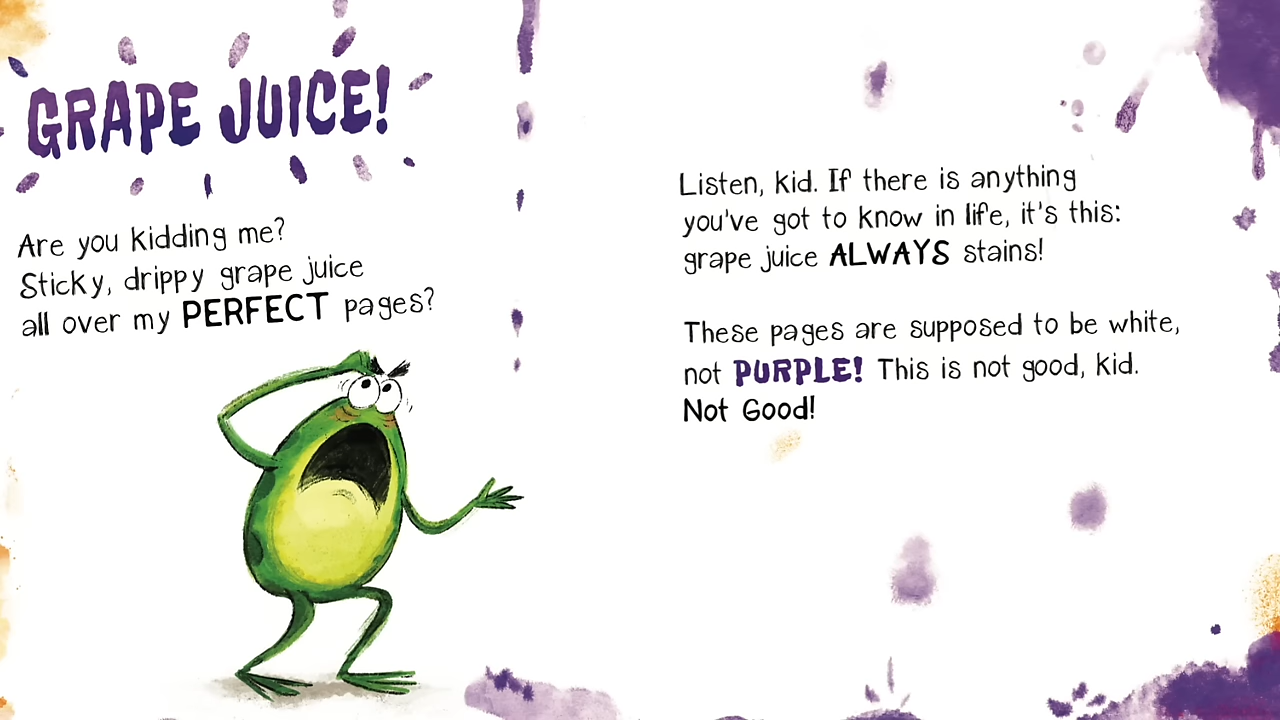 GRAPE JUICE!
Are you kidding me?
Sticky, drippy grape juice
all over my PERFECT pages?
Listen, kid. If there is anything
you've got to know in life, it's this:
grape juice ALWAYS stains!
These pages are supposed to be white,
not PURPLE! This is not good, kid.
Not Good!